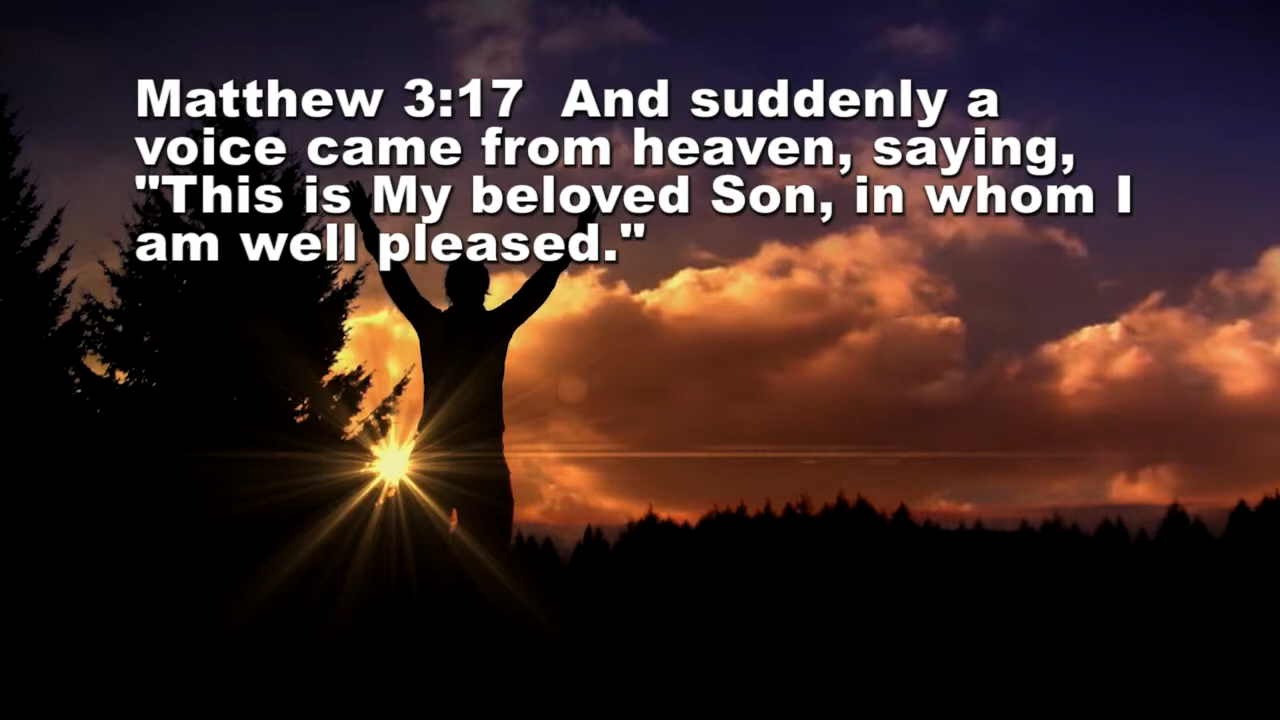 Matthew 3:17  And suddenly a
voice came from heaven, saying,
"This is My beloved Son, in whom I
am well pleased."